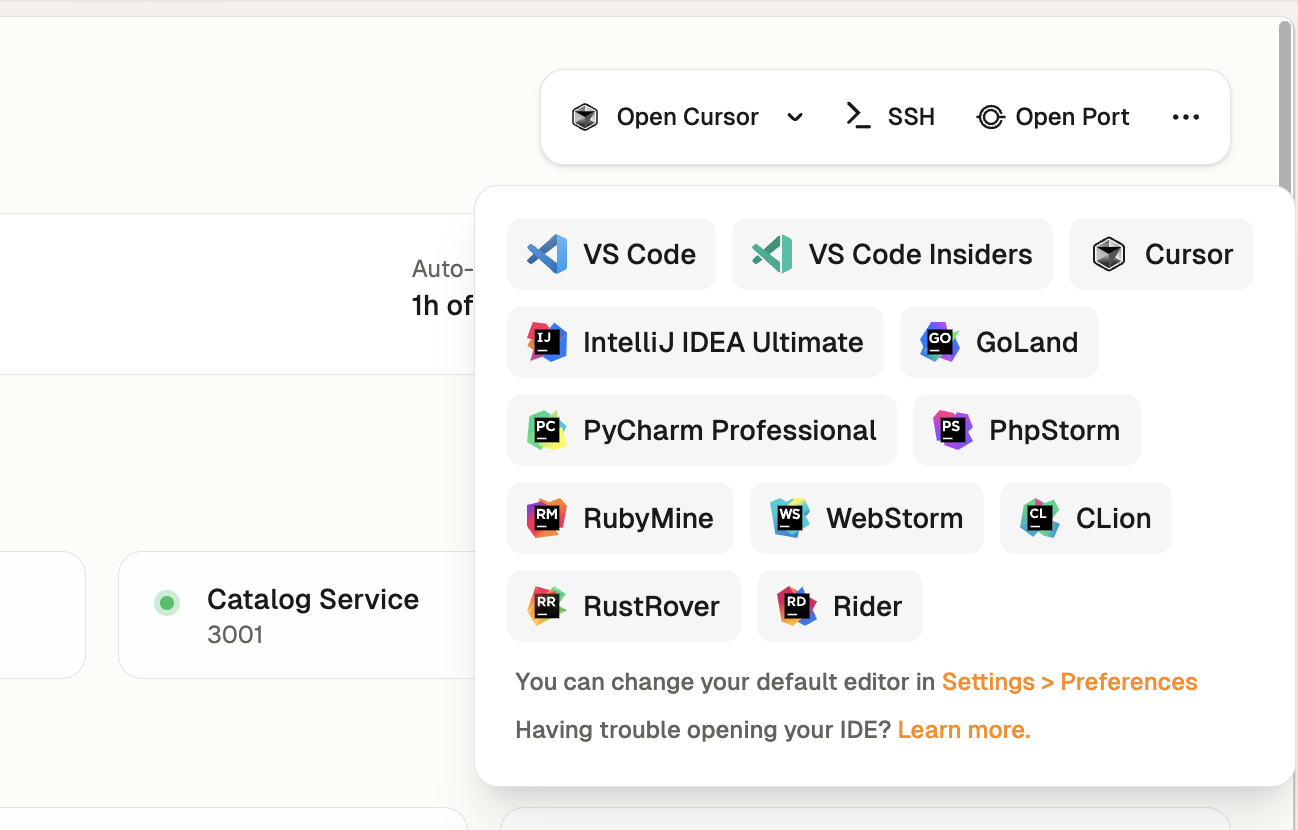 Open Cursor SSH Open Port
Auto-
1h of
VS Code VS Code Insiders Cursor
IJ IntelliJ IDEA Ultimate GO GoLand
PC PyCharm Professional PS PhpStorm
RM RubyMine WS WebStorm CL CLion
RR RustRover RD Rider
You can change your default editor in Settings > Preferences
Having trouble opening your IDE? Learn more.
Catalog Service
3001